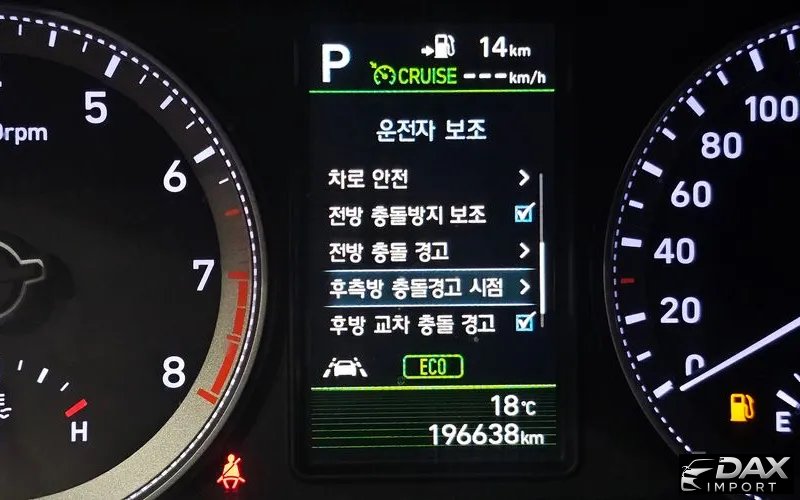 P
14km
CRUISE ---km/h
운전자 보조
차로 안전
전방 충돌방지 보조
전방 충돌 경고
후측방 충돌경고 시점
후방 교차 충돌 경고
ECO
18℃
196638km
5
6
7
8
rpm
H
100
80
60
40
20
0
E
DAX
IMPORT